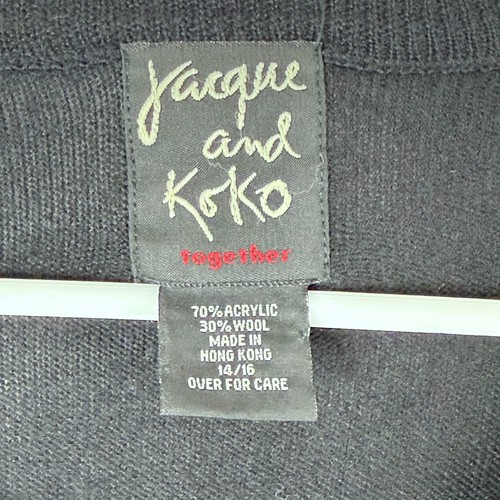 Jacque
and
KoKo
together
70% ACRYLIC
30% WOOL
MADE IN
HONG KONG
14/16
OVER FOR CARE